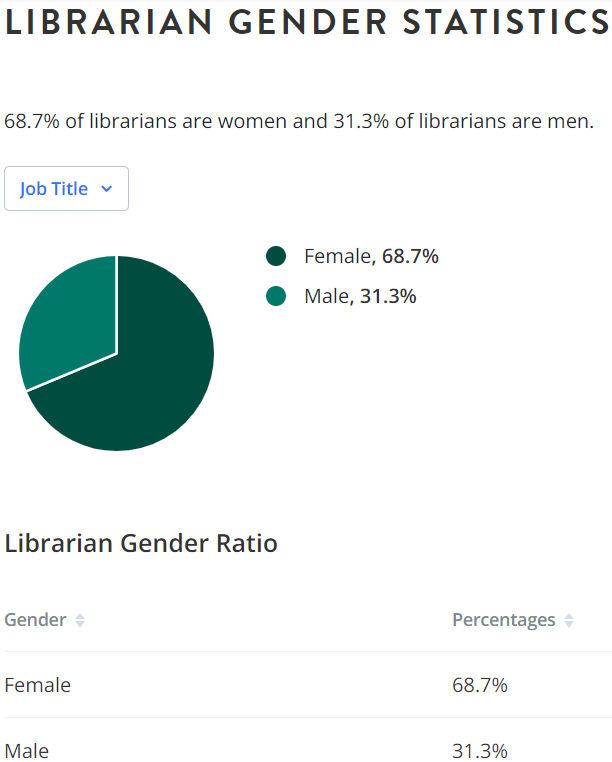 LIBRARIAN GENDER STATISTICS
68.7% of librarians are women and 31.3% of librarians are men.
Job Title
Female, 68.7%
Male, 31.3%
Librarian Gender Ratio
Gender Percentages
Female 68.7%
Male 31.3%